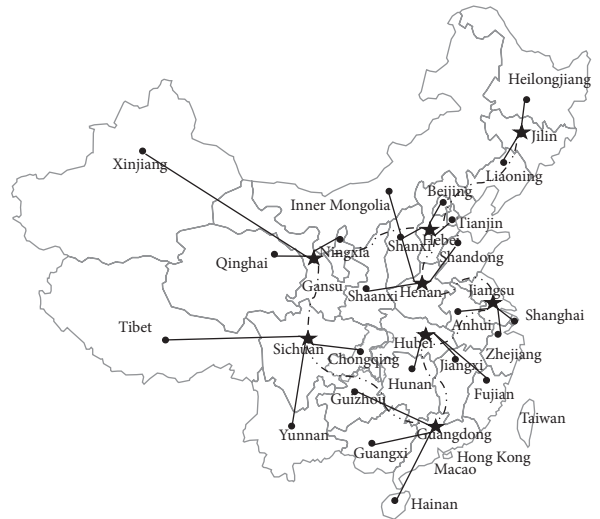 Heilongjiang
Jilin
Xinjiang
Liaoning
Beijing
Inner Mongolia
Tianjin
Hebei
Shanxi
Ningxia
Shandong
Qinghai
Gansu
Shaanxi
Henan
Jiangsu
Shanghai
Anhui
Tibet
Sichuan
Hubei
Zhejiang
Chongqing
Jiangxi
Hunan
Fujian
Guizhou
Taiwan
Yunnan
Guangdong
Guangxi
Hong Kong
Macao
Hainan